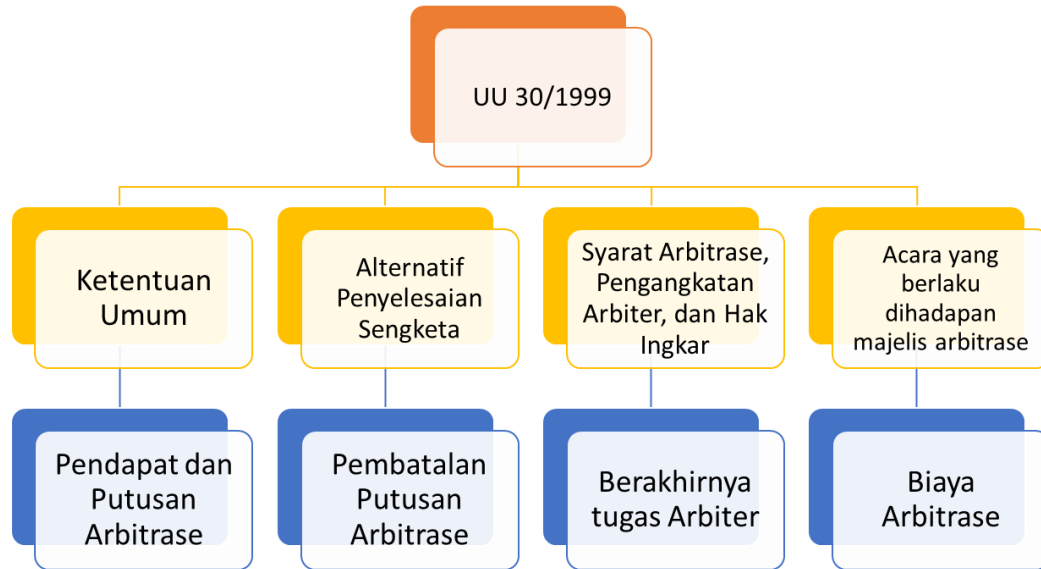 UU 30/1999
Ketentuan
Umum
Alternatif
Penyelesaian
Sengketa
Syarat Arbitrase,
Pengangkatan
Arbiter, dan Hak
Ingkar
Acara yang
berlaku
dihadapan
majelis arbitrase
Pendapat dan
Putusan
Arbitrase
Pembatalan
Putusan
Arbitrase
Berakhirnya
tugas Arbiter
Biaya
Arbitrase